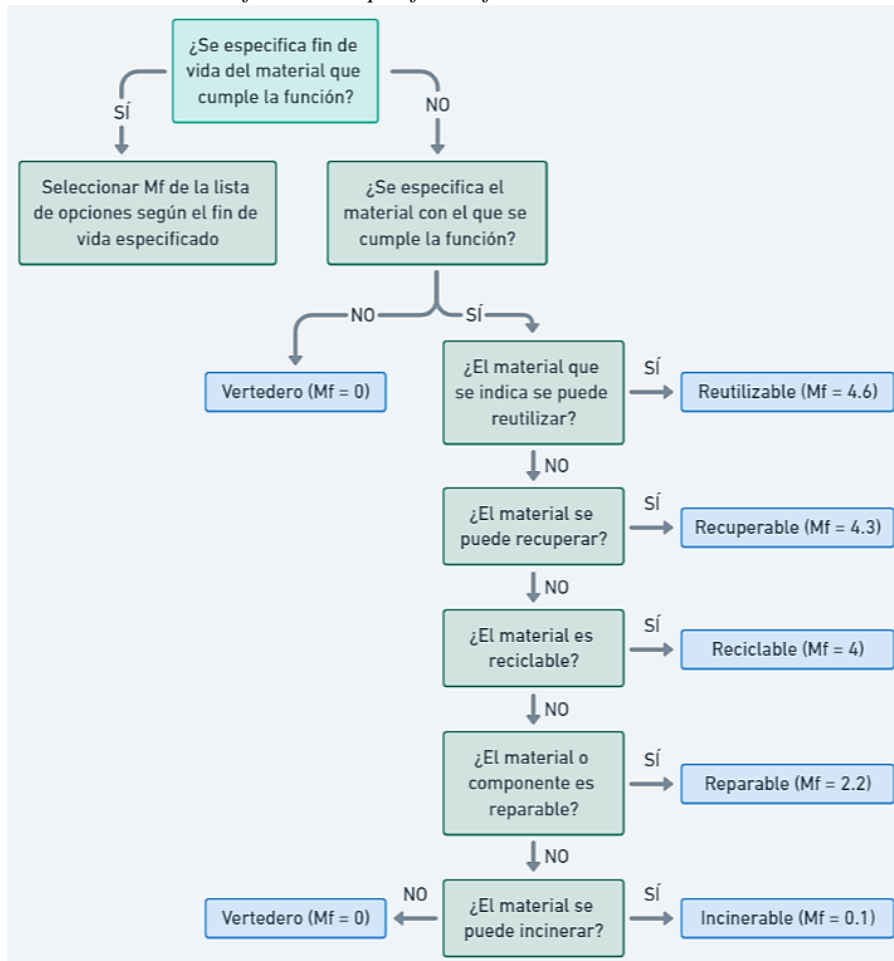 ¿Se especifica fin de
vida del material que
cumple la función?
SÍ
NO
Seleccionar Mf de la lista
de opciones según el fin de
vida especificado
¿Se especifica el
material con el que se
cumple la función?
NO
SÍ
Vertedero (Mf = 0)
¿El material que
se indica se puede
reutilizar?
SÍ
Reutilizable (Mf = 4.6)
NO
¿El material se
puede recuperar?
SÍ
Recuperable (Mf = 4.3)
NO
¿El material es
reciclable?
SÍ
Reciclable (Mf = 4)
NO
¿El material o
componente es
reparable?
SÍ
Reparable (Mf = 2.2)
NO
Vertedero (Mf = 0)
NO
¿El material se
puede incinerar?
SÍ
Incinerable (Mf = 0.1)